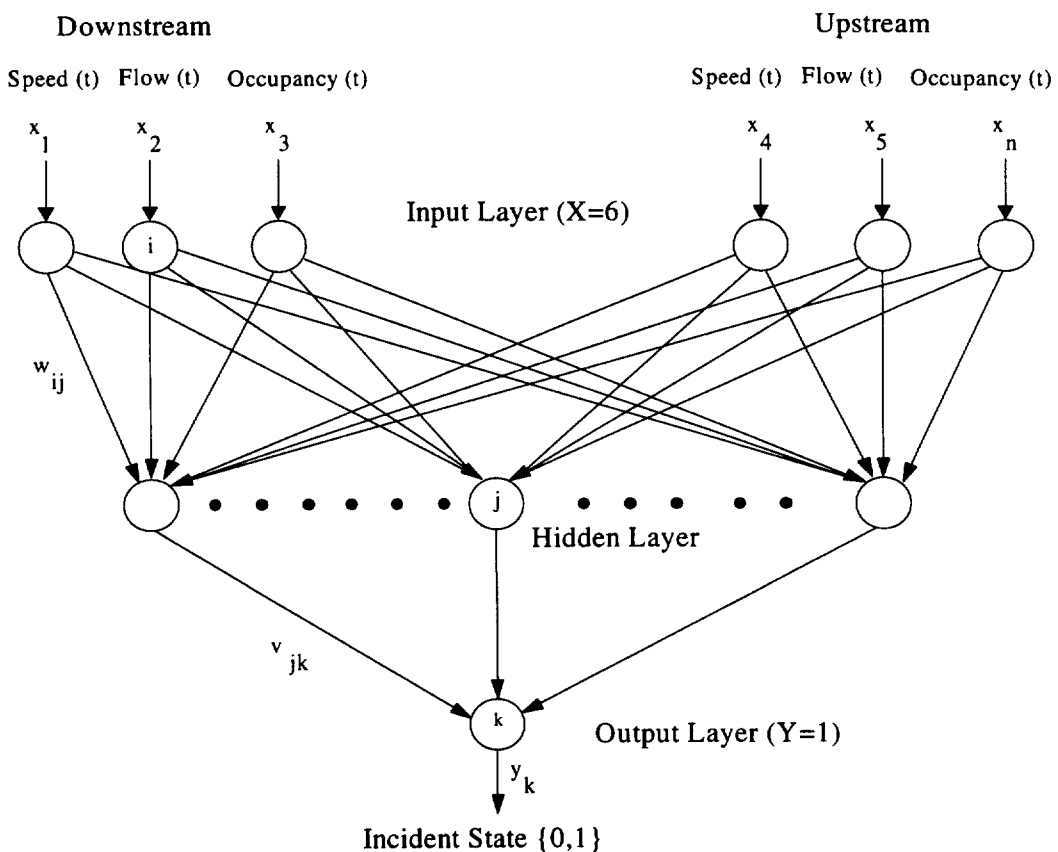 Downstream Upstream
Speed (t) Flow (t) Occupancy (t) Speed (t) Flow (t) Occupancy (t)
x1 x2 x3 x4 x5 xn
Input Layer (X=6)
i
wij
j
Hidden Layer
vjk
k
Output Layer (Y=1)
yk
Incident State {0,1}